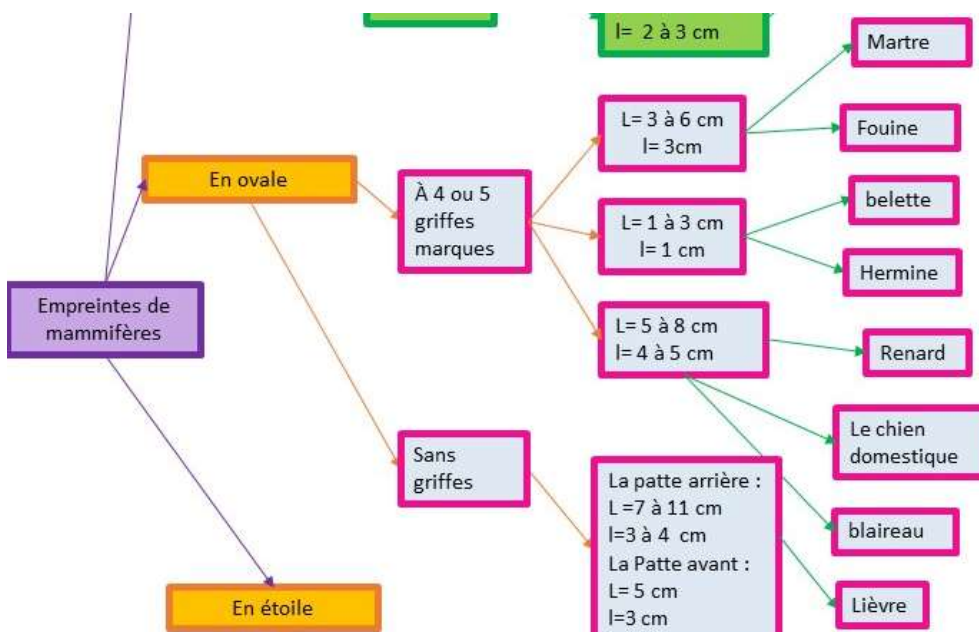 l= 2 à 3 cm
Martre
L= 3 à 6 cm
l= 3cm
Fouine
En ovale
À 4 ou 5
griffes
marques
belette
L= 1 à 3 cm
l= 1 cm
Hermine
Empreintes de
mammifères
L= 5 à 8 cm
l= 4 à 5 cm
Renard
Le chien
domestique
Sans
griffes
La patte arrière :
L =7 à 11 cm
l=3 à 4 cm
La Patte avant :
L= 5 cm
l=3 cm
blaireau
Lièvre
En étoile